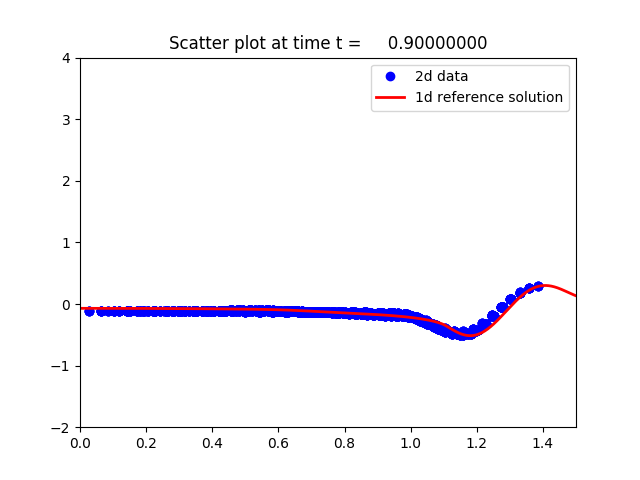 Scatter plot at time t =     0.90000000
4
3
2
1
0
−1
−2
0.0 0.2 0.4 0.6 0.8 1.0 1.2 1.4
2d data
1d reference solution